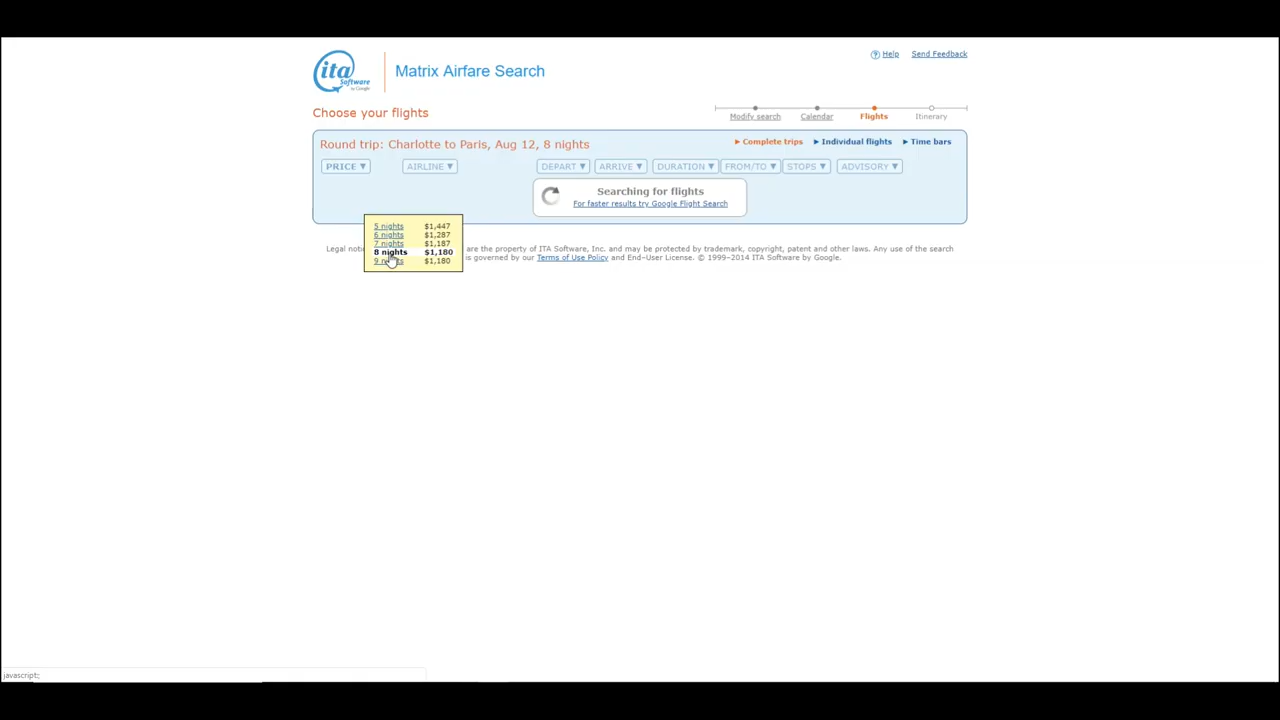 ita
Software
by Google
Matrix Airfare Search
Help
Send Feedback
Choose your flights
Modify search
Calendar
Flights
Itinerary
Round trip: Charlotte to Paris, Aug 12, 8 nights
Complete trips
Individual flights
Time bars
PRICE
AIRLINE
DEPART
ARRIVE
DURATION
FROM/TO
STOPS
ADVISORY
Searching for flights
For faster results try Google Flight Search
5 nights $1,447
6 nights $1,287
7 nights $1,187
8 nights $1,180
9 $1,180
Legal are the property of ITA Software, Inc. and may be protected by trademark, copyright, patent and other laws. Any use of the search
is governed by our Terms of Use Policy and End-User License. © 1999-2014 ITA Software by Google.
javascript:;